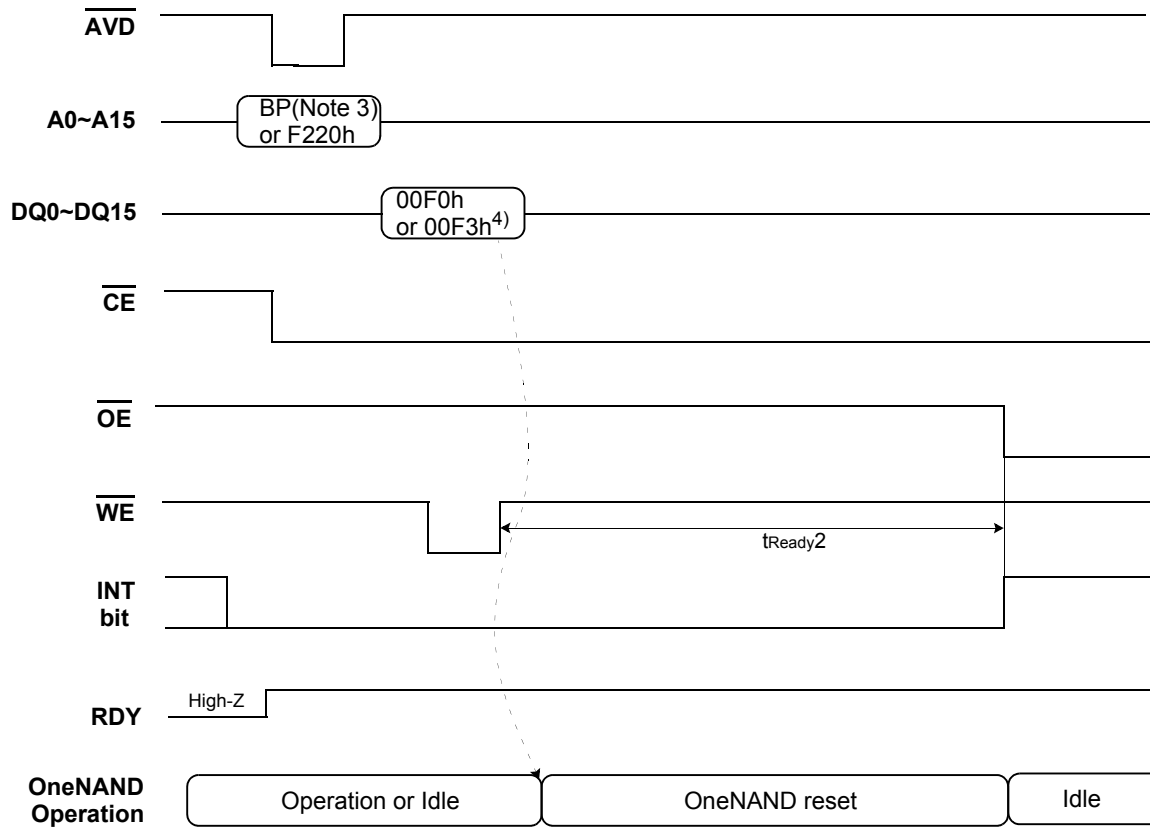 AVD
A0~A15
BP(Note 3)
or F220h
DQ0~DQ15
00F0h
or 00F3h4)
CE
OE
WE
tReady2
INT
bit
High-Z
RDY
OneNAND
Operation
Operation or Idle
OneNAND reset
Idle